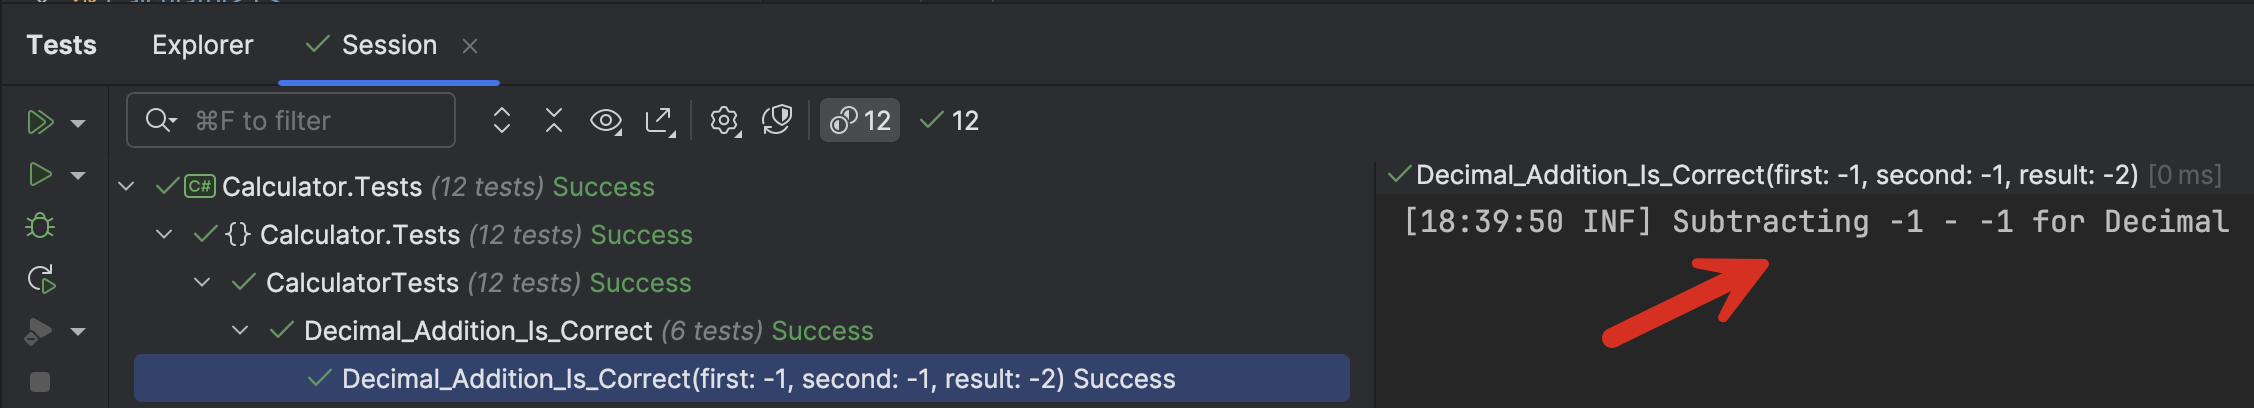 Tests Explorer Session
⌘F to filter 12 12
C# Calculator.Tests (12 tests) Success
{} Calculator.Tests (12 tests) Success
CalculatorTests (12 tests) Success
Decimal_Addition_Is_Correct (6 tests) Success
Decimal_Addition_Is_Correct(first: -1, second: -1, result: -2) Success
Decimal_Addition_Is_Correct(first: -1, second: -1, result: -2) [0 ms]
[18:39:50 INF] Subtracting -1 - -1 for Decimal